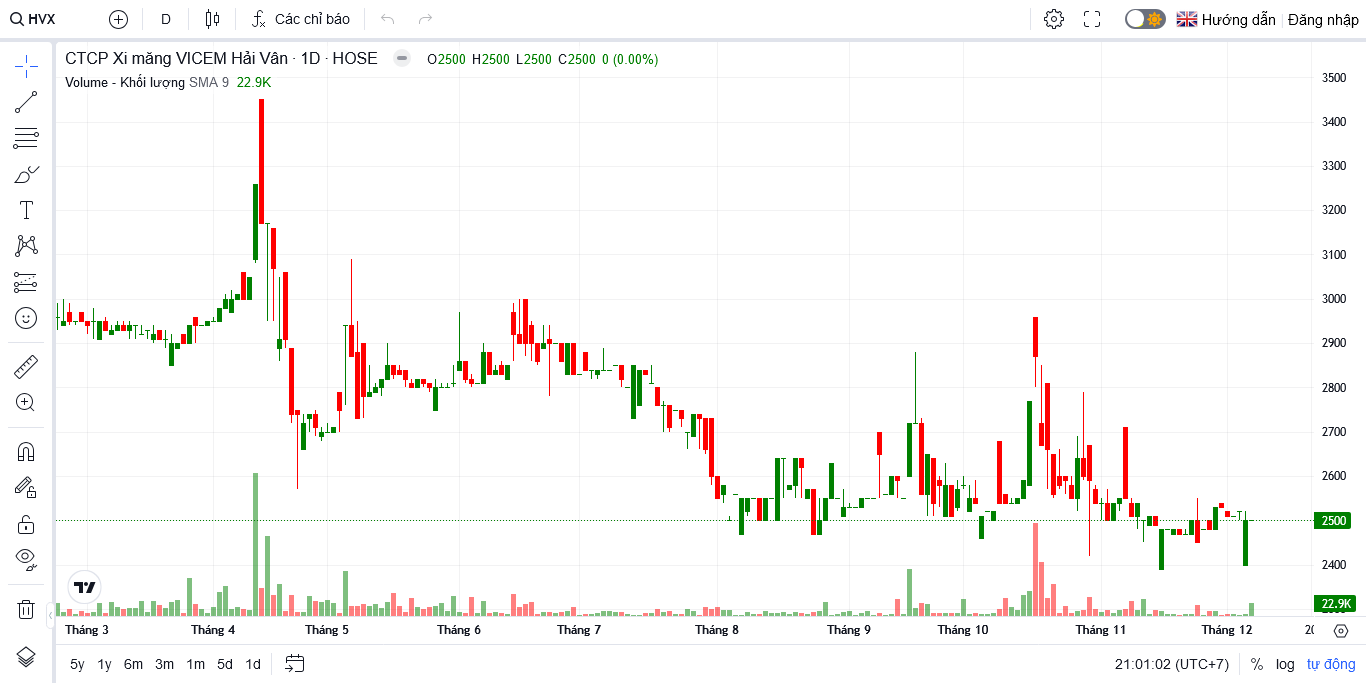 HVX D Các chỉ báo Hướng dẫn Đăng nhập
CTCP Xi măng VICEM Hải Vân · 1D · HOSE O2500 H2500 L2500 C2500 0 (0.00%)
Volume - Khối lượng SMA 9 22.9K
3500
3400
3300
3200
3100
3000
2900
2800
2700
2600
2500
2400
22.9K
Tháng 3 Tháng 4 Tháng 5 Tháng 6 Tháng 7 Tháng 8 Tháng 9 Tháng 10 Tháng 11 Tháng 12
5y 1y 6m 3m 1m 5d 1d 21:01:02 (UTC+7) % log tự động